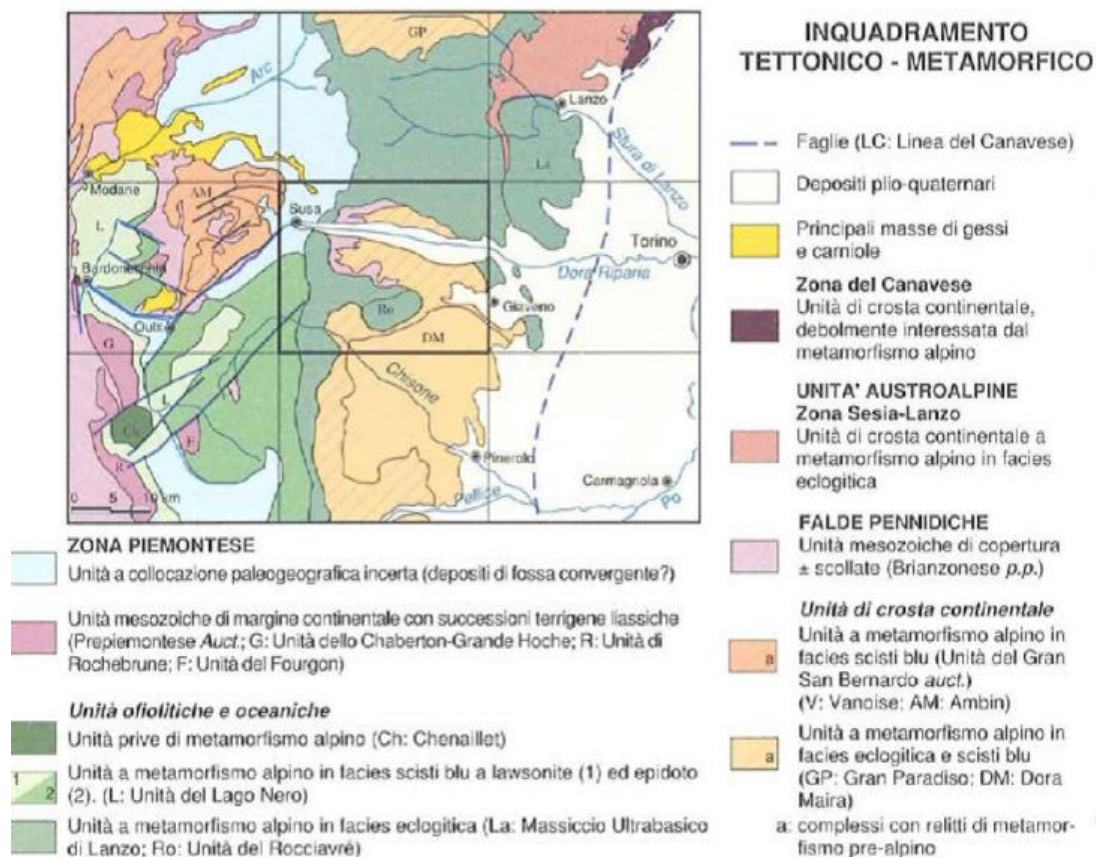 GP
LC
V
Arc
Lanzo
La
Stura di Lanzo
Modane
AM
Susa
L
Torino
Dora Riparia
Bardonecchia
Giaveno
Oulx
Ro
G
DM
Chisone
L
Ch
F
R
Pinerolo
Carmagnola
Pellice
Po
0 5 10 km
INQUADRAMENTO
TETTONICO - METAMORFICO
Faglie (LC: Linea del Canavese)
Depositi plio-quaternari
Principali masse di gessi
e carniole
Zona del Canavese
Unità di crosta continentale,
debolmente interessata dal
metamorfismo alpino
UNITA' AUSTROALPINE
Zona Sesia-Lanzo
Unità di crosta continentale a
metamorfismo alpino in facies
eclogitica
FALDE PENNIDICHE
Unità mesozoiche di copertura
± scollate (Brianzonese p.p.)
Unità di crosta continentale
a
Unità a metamorfismo alpino in
facies scisti blu (Unità del Gran
San Bernardo auct.)
(V: Vanoise; AM: Ambin)
a
Unità a metamorfismo alpino in
facies eclogitica e scisti blu
(GP: Gran Paradiso; DM: Dora
Maira)
a: complessi con relitti di metamor-
fismo pre-alpino
ZONA PIEMONTESE
Unità a collocazione paleogeografica incerta (depositi di fossa convergente?)
Unità mesozoiche di margine continentale con successioni terrigene liassiche
(Prepiemontese Auct.; G: Unità dello Chaberton-Grande Hoche; R: Unità di
Rochebrune; F: Unità del Fourgon)
Unità ofiolitiche e oceaniche
Unità prive di metamorfismo alpino (Ch: Chenaillet)
1
2
Unità a metamorfismo alpino in facies scisti blu a lawsonite (1) ed epidoto
(2). (L: Unità del Lago Nero)
Unità a metamorfismo alpino in facies eclogitica (La: Massiccio Ultrabasico
di Lanzo; Ro: Unità del Rocciavré)